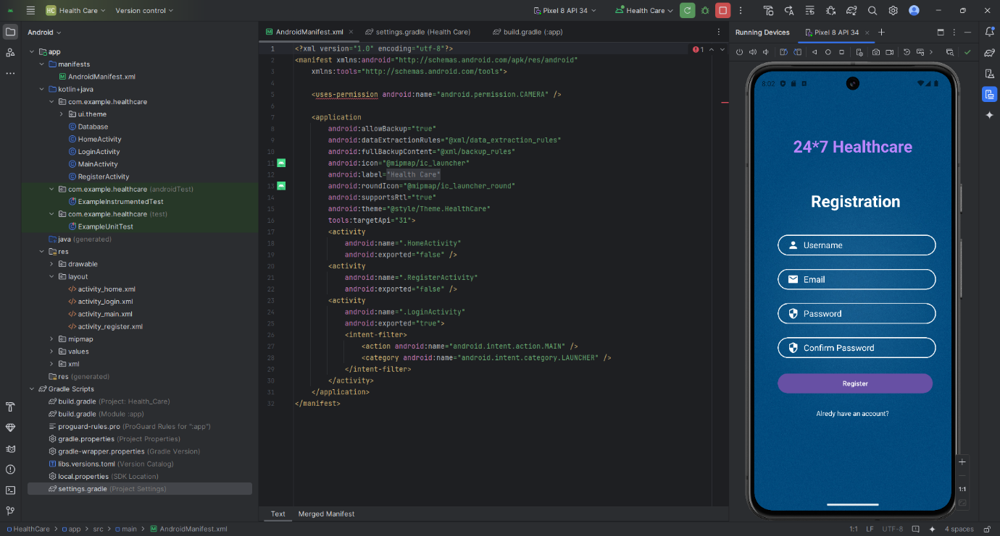 HC Health Care Version control Pixel 8 API 34 Health Care
Android
app
manifests
AndroidManifest.xml
kotlin+java
com.example.healthcare
ui.theme
Database
HomeActivity
LoginActivity
MainActivity
RegisterActivity
com.example.healthcare (androidTest)
ExampleInstrumentedTest
com.example.healthcare (test)
ExampleUnitTest
java (generated)
res
drawable
layout
activity_home.xml
activity_login.xml
activity_main.xml
activity_register.xml
mipmap
values
xml
res (generated)
Gradle Scripts
build.gradle (Project: Health_Care)
build.gradle (Module :app)
proguard-rules.pro (ProGuard Rules for ":app")
gradle.properties (Project Properties)
gradle-wrapper.properties (Gradle Version)
libs.versions.toml (Version Catalog)
local.properties (SDK Location)
settings.gradle (Project Settings)
AndroidManifest.xml settings.gradle (Health Care) build.gradle (:app)
1 <?xml version="1.0" encoding="utf-8"?> 1
2 <manifest xmlns:android="http://schemas.android.com/apk/res/android"
3 xmlns:tools="http://schemas.android.com/tools">
4
5 <uses-permission android:name="android.permission.CAMERA" />
6
7 <application
8 android:allowBackup="true"
9 android:dataExtractionRules="@xml/data_extraction_rules"
10 android:fullBackupContent="@xml/backup_rules"
11 android:icon="@mipmap/ic_launcher"
12 android:label="Health Care"
13 android:roundIcon="@mipmap/ic_launcher_round"
14 android:supportsRtl="true"
15 android:theme="@style/Theme.HealthCare"
16 tools:targetApi="31">
17 <activity
18 android:name=".HomeActivity"
19 android:exported="false" />
20 <activity
21 android:name=".RegisterActivity"
22 android:exported="false" />
23 <activity
24 android:name=".LoginActivity"
25 android:exported="true">
26 <intent-filter>
27 <action android:name="android.intent.action.MAIN" />
28 <category android:name="android.intent.category.LAUNCHER" />
29 </intent-filter>
30 </activity>
31 </application>
32 </manifest>
Text Merged Manifest
Running Devices Pixel 8 API 34
8:02
24*7 Healthcare
Registration
Username
Email
Password
Confirm Password
Register
Alredy have an account?
1:1
HealthCare app src main AndroidManifest.xml 1:1 LF UTF-8 4 spaces